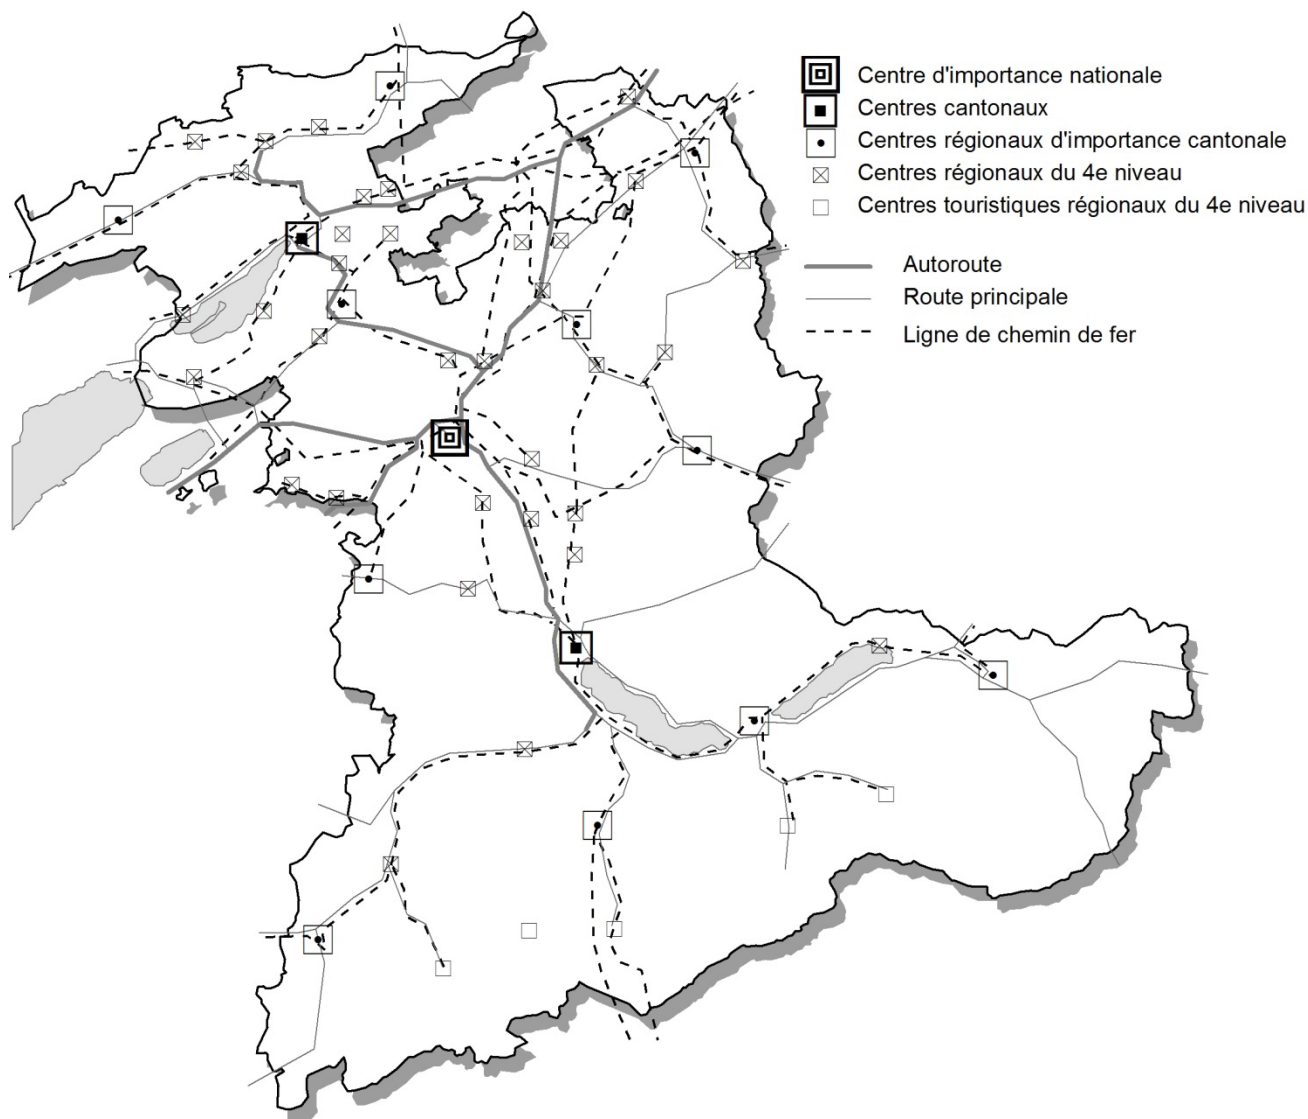 Centre d'importance nationale
Centres cantonaux
Centres régionaux d'importance cantonale
Centres régionaux du 4e niveau
Centres touristiques régionaux du 4e niveau
Autoroute
Route principale
Ligne de chemin de fer